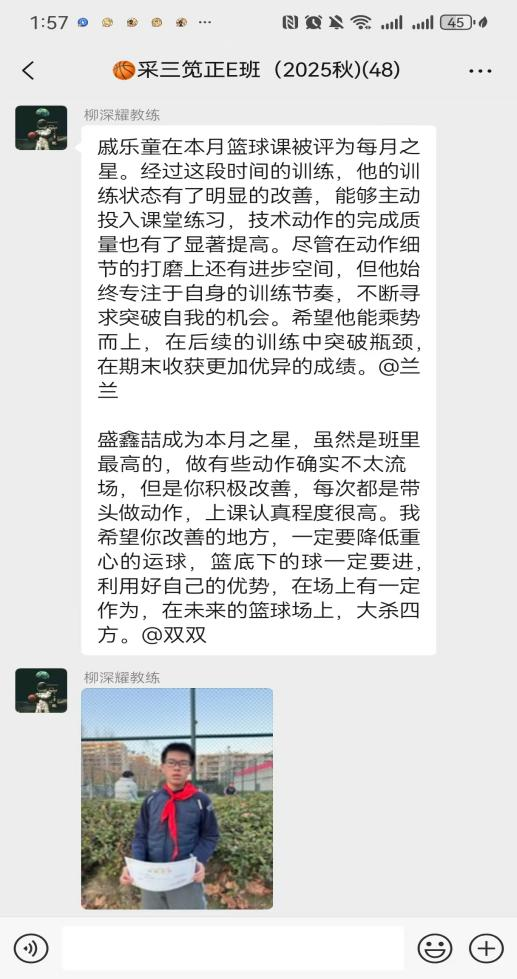 1:57
45
🏀采三笕正E班（2025秋)(48)
柳深耀教练
戚乐童在本月篮球课被评为每月之
星。经过这段时间的训练，他的训
练状态有了明显的改善，能够主动
投入课堂练习，技术动作的完成质
量也有了显著提高。尽管在动作细
节的打磨上还有进步空间，但他始
终专注于自身的训练节奏，不断寻
求突破自我的机会。希望他能乘势
而上，在后续的训练中突破瓶颈，
在期末收获更加优异的成绩。@兰
兰
盛鑫喆成为本月之星，虽然是班里
最高的，做有些动作确实不太流
场，但是你积极改善，每次都是带
头做动作，上课认真程度很高。我
希望你改善的地方，一定要降低重
心的运球，篮底下的球一定要进，
利用好自己的优势，在场上有一定
作为，在未来的篮球场上，大杀四
方。@双双
柳深耀教练